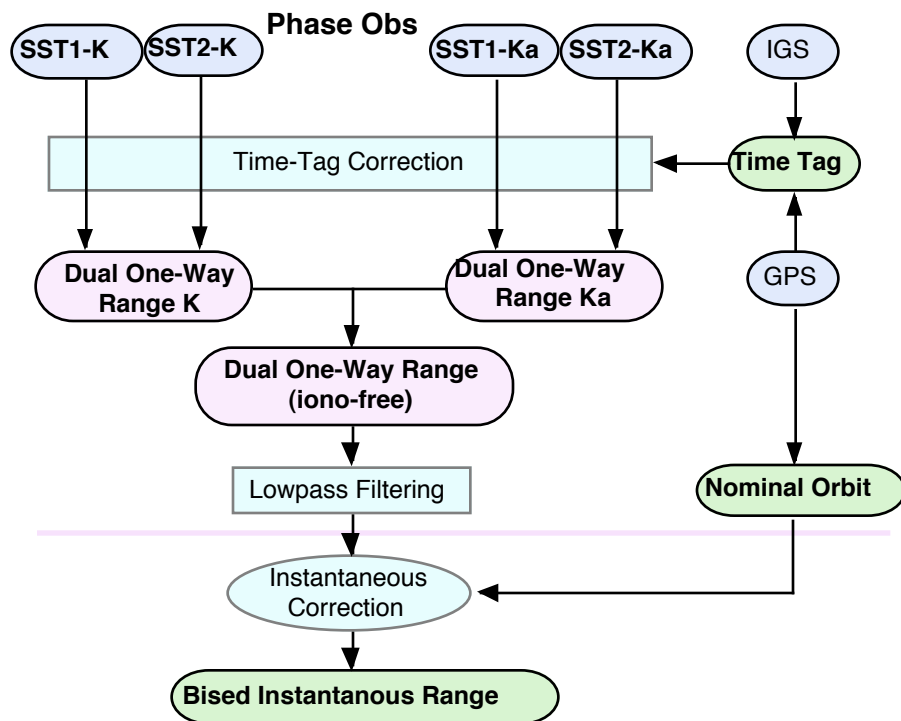 Phase Obs
SST1-K
SST2-K
SST1-Ka
SST2-Ka
IGS
Time-Tag Correction
Time Tag
Dual One-Way
Range K
Dual One-Way
Range Ka
GPS
Dual One-Way Range
(iono-free)
Lowpass Filtering
Nominal Orbit
Instantaneous
Correction
Bised Instantanous Range